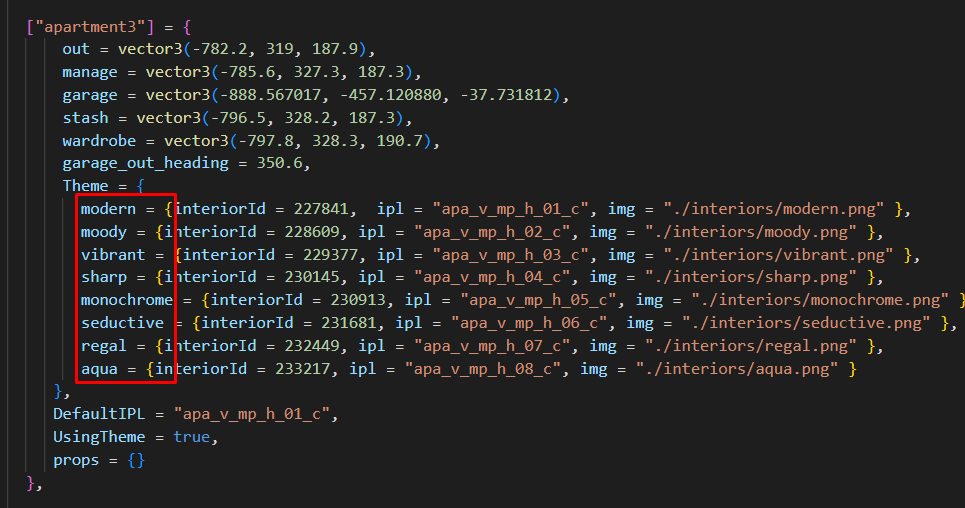 ["apartment3"] = {
out = vector3(-782.2, 319, 187.9),
manage = vector3(-785.6, 327.3, 187.3),
garage = vector3(-888.567017, -457.120880, -37.731812),
stash = vector3(-796.5, 328.2, 187.3),
wardrobe = vector3(-797.8, 328.3, 190.7),
garage_out_heading = 350.6,
Theme = {
modern = {interiorId = 227841,  ipl = "apa_v_mp_h_01_c", img = "./interiors/modern.png" },
moody = {interiorId = 228609, ipl = "apa_v_mp_h_02_c", img = "./interiors/moody.png" },
vibrant = {interiorId = 229377, ipl = "apa_v_mp_h_03_c", img = "./interiors/vibrant.png" },
sharp = {interiorId = 230145, ipl = "apa_v_mp_h_04_c", img = "./interiors/sharp.png" },
monochrome = {interiorId = 230913, ipl = "apa_v_mp_h_05_c", img = "./interiors/monochrome.png" }
seductive = {interiorId = 231681, ipl = "apa_v_mp_h_06_c", img = "./interiors/seductive.png" },
regal = {interiorId = 232449, ipl = "apa_v_mp_h_07_c", img = "./interiors/regal.png" },
aqua = {interiorId = 233217, ipl = "apa_v_mp_h_08_c", img = "./interiors/aqua.png" }
},
DefaultIPL = "apa_v_mp_h_01_c",
UsingTheme = true,
props = {}
},